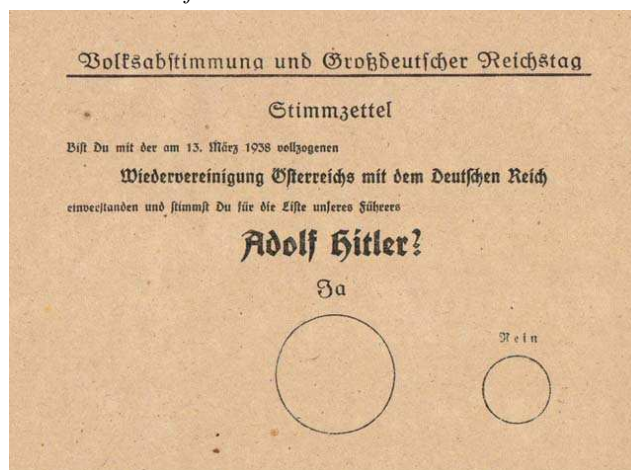 Volksabstimmung und Großdeutscher Reichstag
Stimmzettel
Bist Du mit der am 13. März 1938 vollzogenen
Wiedervereinigung Österreichs mit dem Deutschen Reich
einverstanden und stimmst Du für die Liste unseres Führers
Adolf Hitler?
Ja
Nein